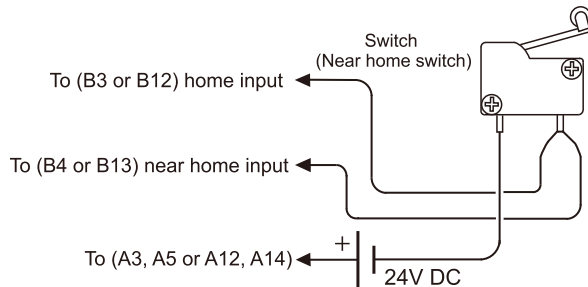 Switch
(Near home switch)
To (B3 or B12) home input
To (B4 or B13) near home input
To (A3, A5 or A12, A14)
+
24V DC